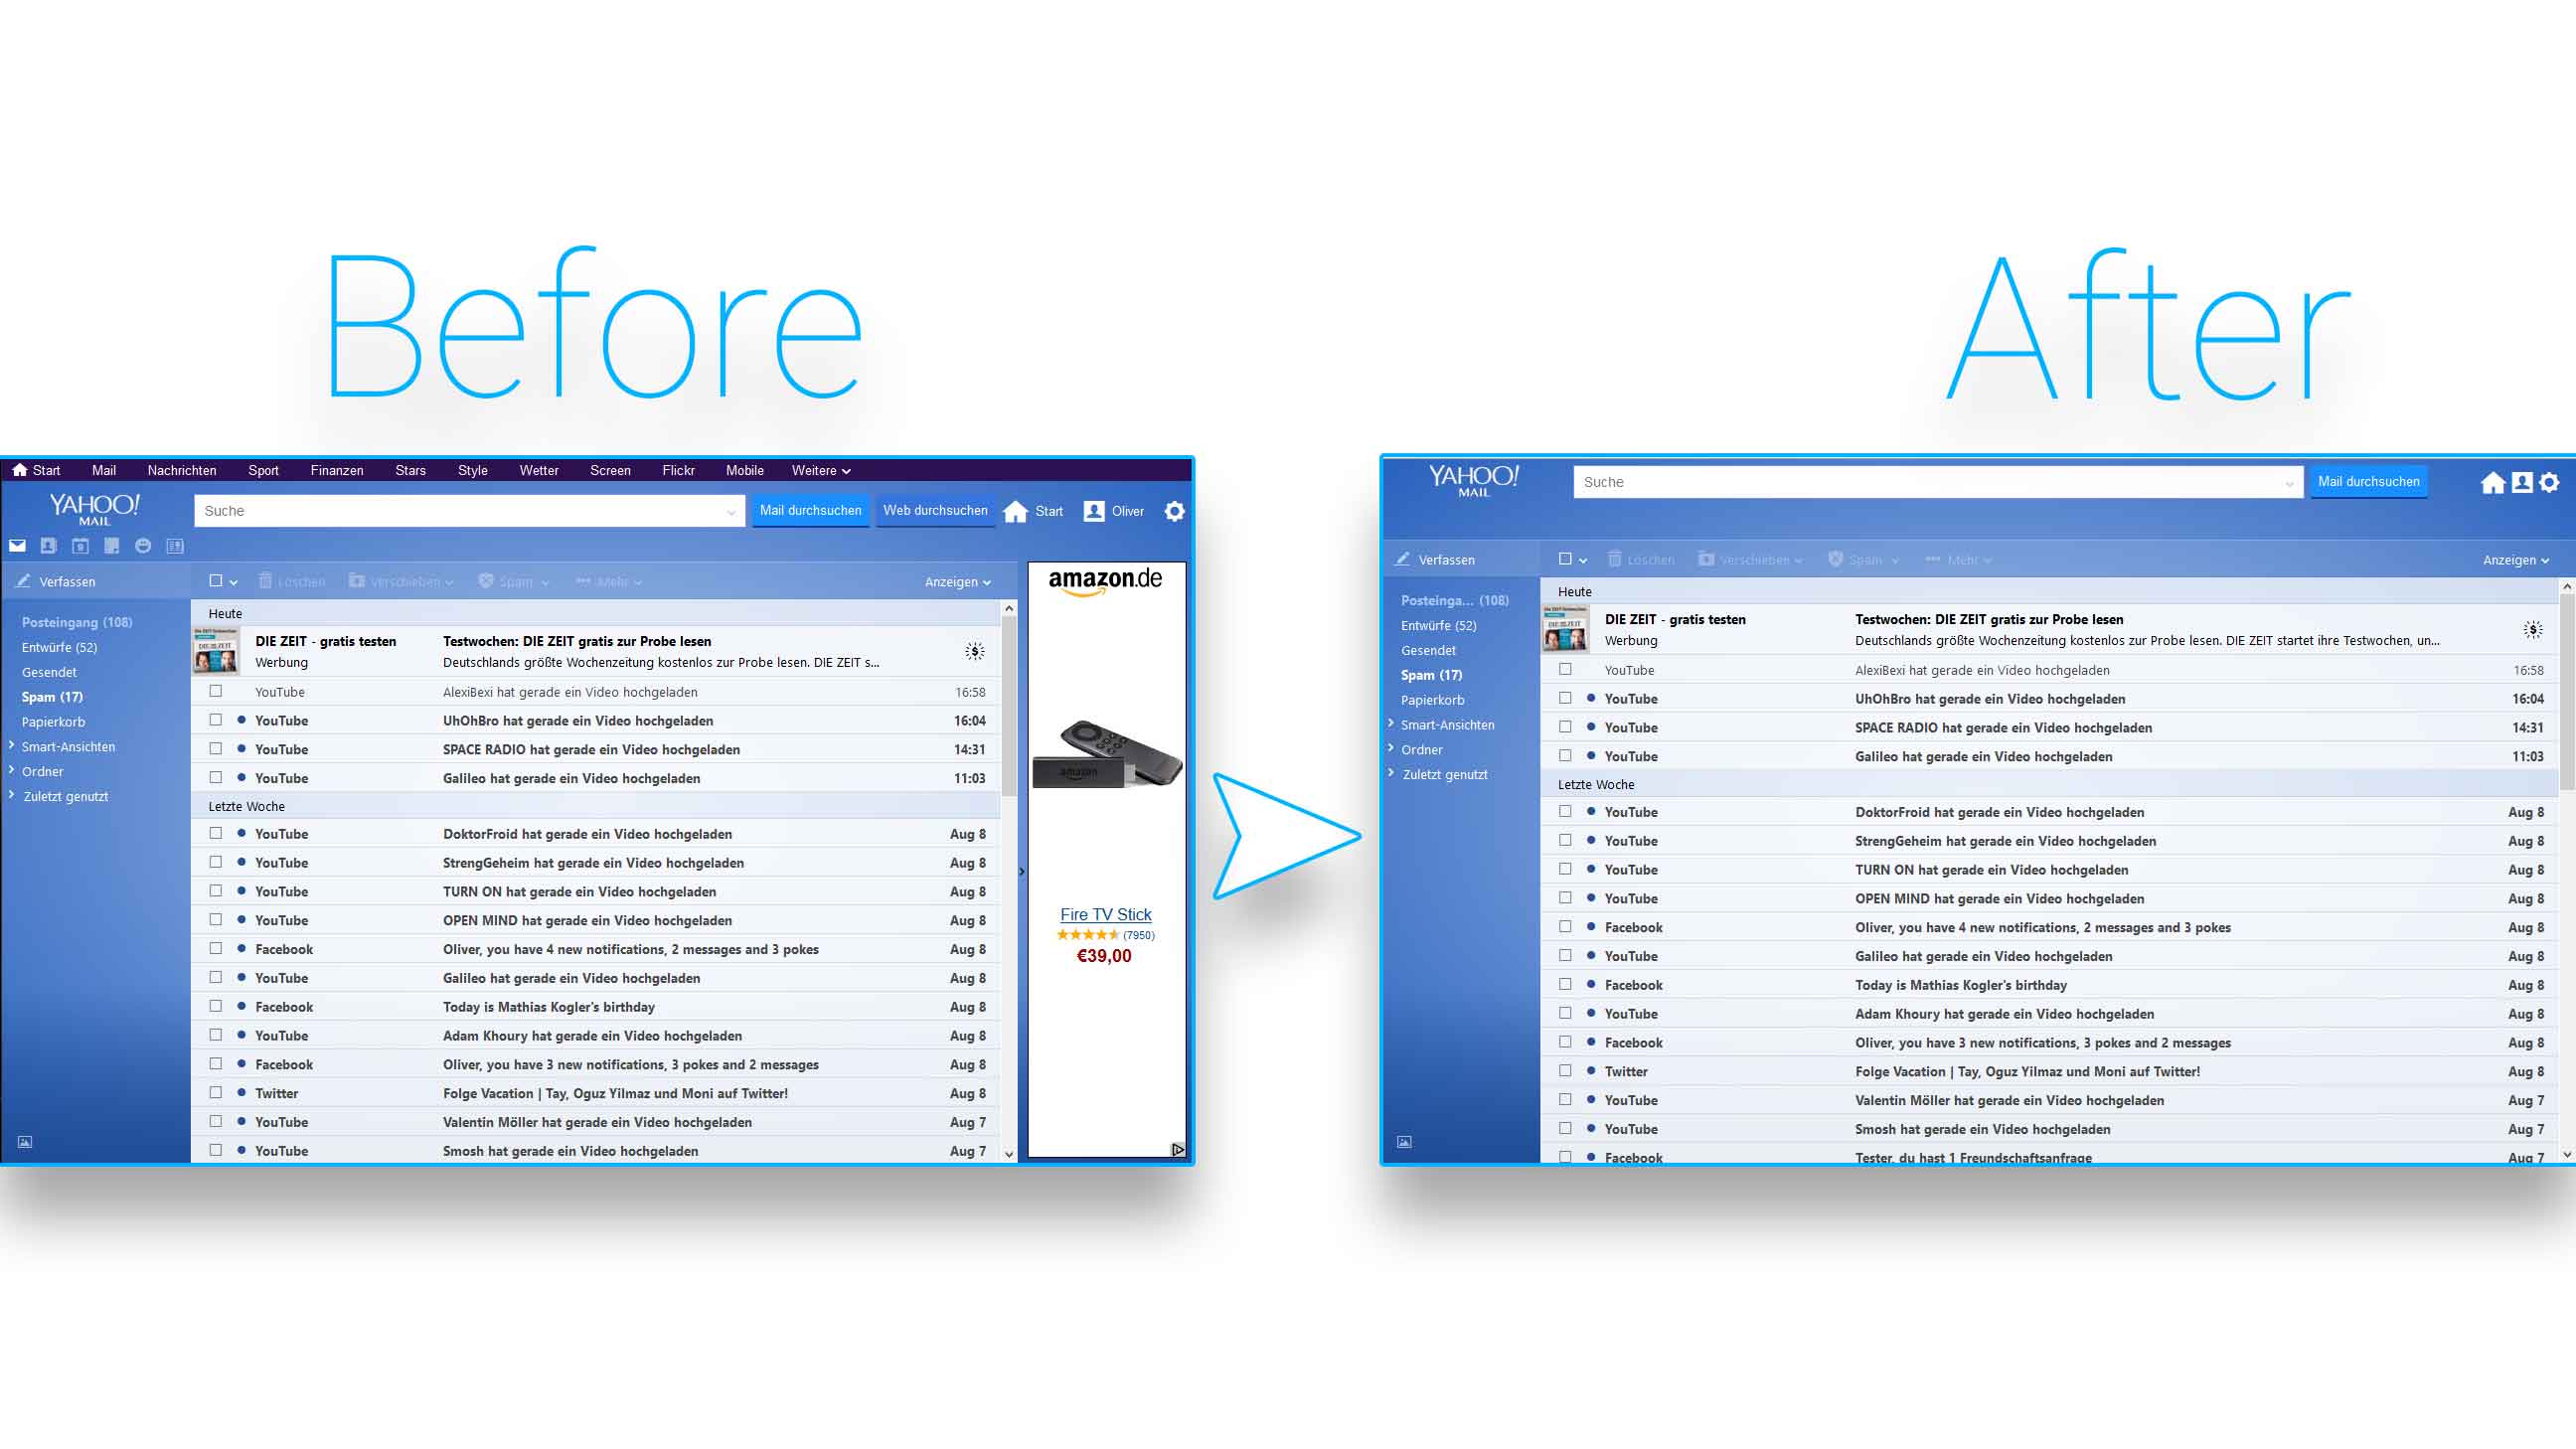 Before
After
Start Mail Nachrichten Sport Finanzen Stars Style Wetter Screen Flickr Mobile Weitere
YAHOO!
MAIL
Suche
Mail durchsuchen
Web durchsuchen
Start
Oliver
Verfassen
Löschen Verschieben Spam Mehr Anzeigen
Posteingang (108)
Entwürfe (52)
Gesendet
Spam (17)
Papierkorb
Smart-Ansichten
Ordner
Zuletzt genutzt
Heute
DIE ZEIT - gratis testen Testwochen: DIE ZEIT gratis zur Probe lesen
Werbung Deutschlands größte Wochenzeitung kostenlos zur Probe lesen. DIE ZEIT s...
YouTube AlexiBexi hat gerade ein Video hochgeladen 16:58
YouTube UhOhBro hat gerade ein Video hochgeladen 16:04
YouTube SPACE RADIO hat gerade ein Video hochgeladen 14:31
YouTube Galileo hat gerade ein Video hochgeladen 11:03
Letzte Woche
YouTube DoktorFroid hat gerade ein Video hochgeladen Aug 8
YouTube StrengGeheim hat gerade ein Video hochgeladen Aug 8
YouTube TURN ON hat gerade ein Video hochgeladen Aug 8
YouTube OPEN MIND hat gerade ein Video hochgeladen Aug 8
Facebook Oliver, you have 4 new notifications, 2 messages and 3 pokes Aug 8
YouTube Galileo hat gerade ein Video hochgeladen Aug 8
Facebook Today is Mathias Kogler's birthday Aug 8
YouTube Adam Khoury hat gerade ein Video hochgeladen Aug 8
Facebook Oliver, you have 3 new notifications, 3 pokes and 2 messages Aug 8
Twitter Folge Vacation | Tay, Oguz Yilmaz und Moni auf Twitter! Aug 8
YouTube Valentin Möller hat gerade ein Video hochgeladen Aug 7
YouTube Smosh hat gerade ein Video hochgeladen Aug 7
amazon.de
amazon
Fire TV Stick
(7950)
€39,00
YAHOO!
MAIL
Suche
Mail durchsuchen
Verfassen
Löschen Verschieben Spam Mehr Anzeigen
Posteinga... (108)
Entwürfe (52)
Gesendet
Spam (17)
Papierkorb
Smart-Ansichten
Ordner
Zuletzt genutzt
Heute
DIE ZEIT - gratis testen Testwochen: DIE ZEIT gratis zur Probe lesen
Werbung Deutschlands größte Wochenzeitung kostenlos zur Probe lesen. DIE ZEIT startet ihre Testwochen, un...
YouTube AlexiBexi hat gerade ein Video hochgeladen 16:58
YouTube UhOhBro hat gerade ein Video hochgeladen 16:04
YouTube SPACE RADIO hat gerade ein Video hochgeladen 14:31
YouTube Galileo hat gerade ein Video hochgeladen 11:03
Letzte Woche
YouTube DoktorFroid hat gerade ein Video hochgeladen Aug 8
YouTube StrengGeheim hat gerade ein Video hochgeladen Aug 8
YouTube TURN ON hat gerade ein Video hochgeladen Aug 8
YouTube OPEN MIND hat gerade ein Video hochgeladen Aug 8
Facebook Oliver, you have 4 new notifications, 2 messages and 3 pokes Aug 8
YouTube Galileo hat gerade ein Video hochgeladen Aug 8
Facebook Today is Mathias Kogler's birthday Aug 8
YouTube Adam Khoury hat gerade ein Video hochgeladen Aug 8
Facebook Oliver, you have 3 new notifications, 3 pokes and 2 messages Aug 8
Twitter Folge Vacation | Tay, Oguz Yilmaz und Moni auf Twitter! Aug 8
YouTube Valentin Möller hat gerade ein Video hochgeladen Aug 7
YouTube Smosh hat gerade ein Video hochgeladen Aug 7
Facebook Tester, du hast 1 Freundschaftsanfrage Aug 7